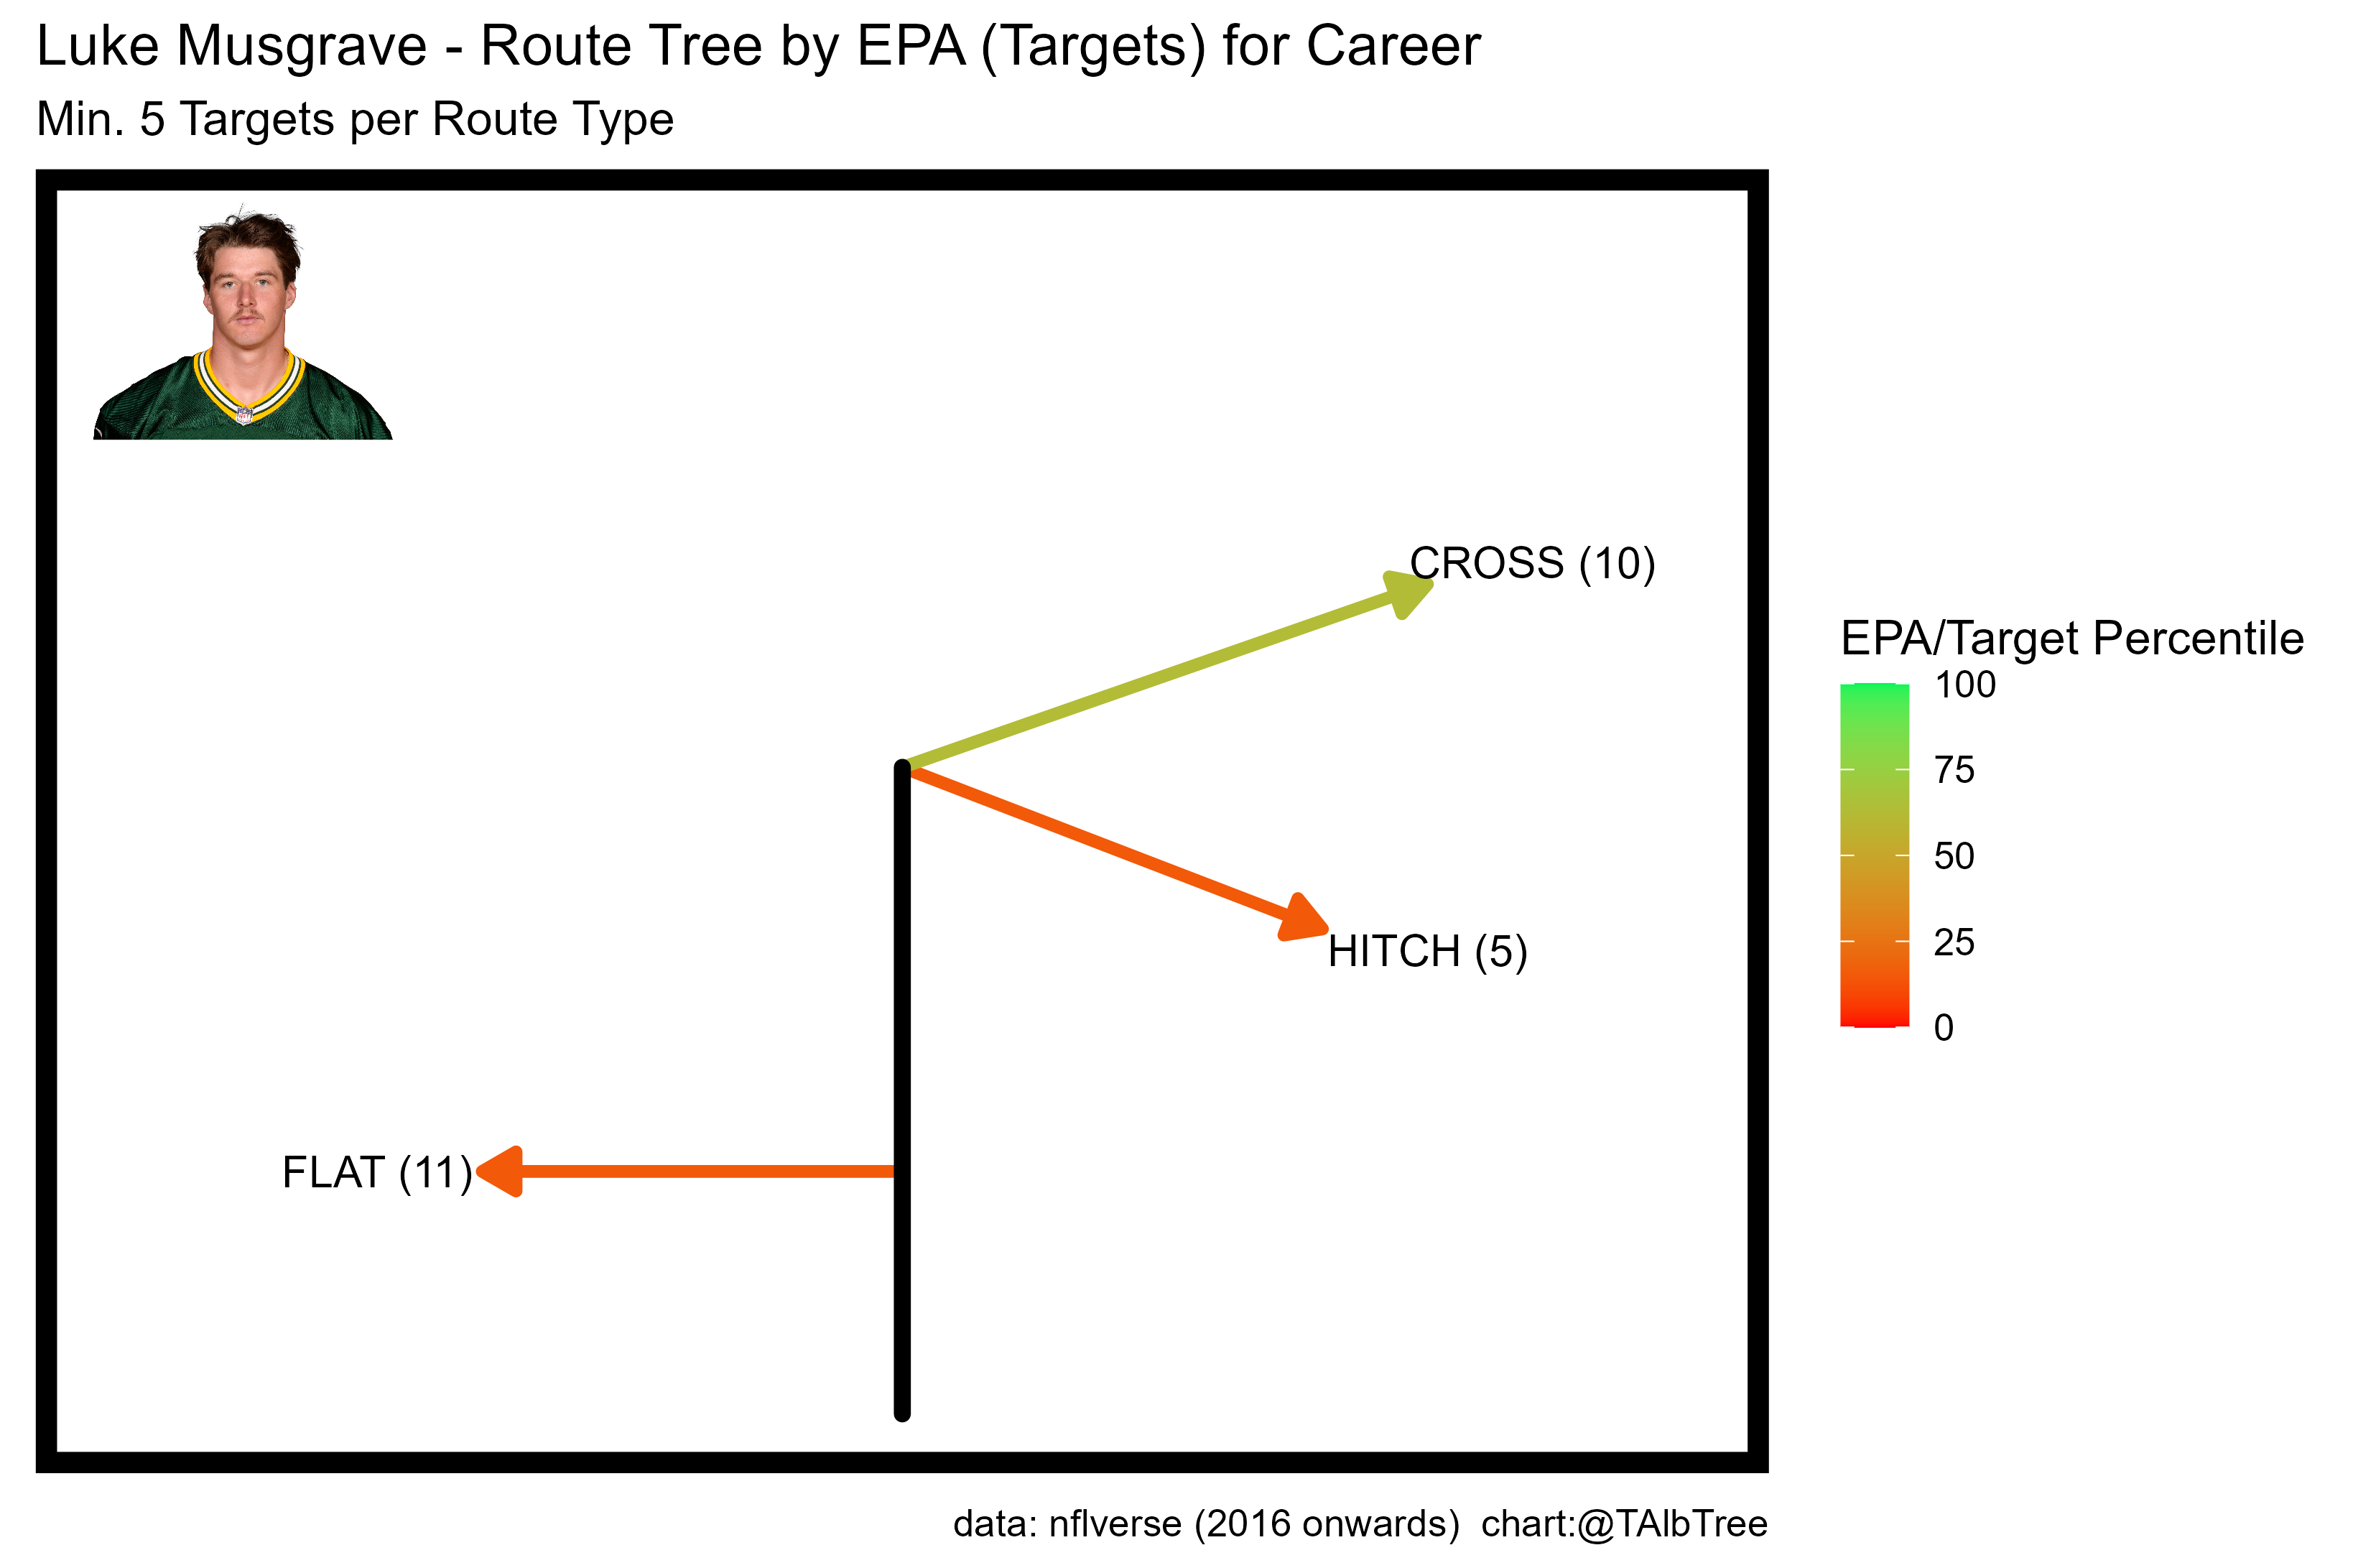 Luke Musgrave - Route Tree by EPA (Targets) for Career
Min. 5 Targets per Route Type
CROSS (10)
HITCH (5)
FLAT (11)
EPA/Target Percentile
100
75
50
25
0
data: nflverse (2016 onwards)  chart:@TAlbTree